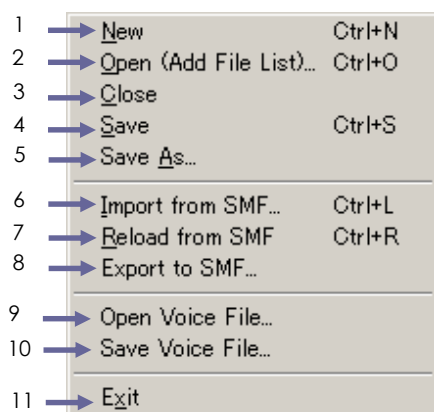 1 New Ctrl+N
2 Open (Add File List)... Ctrl+O
3 Close
4 Save Ctrl+S
5 Save As...
6 Import from SMF... Ctrl+L
7 Reload from SMF Ctrl+R
8 Export to SMF...
9 Open Voice File...
10 Save Voice File...
11 Exit